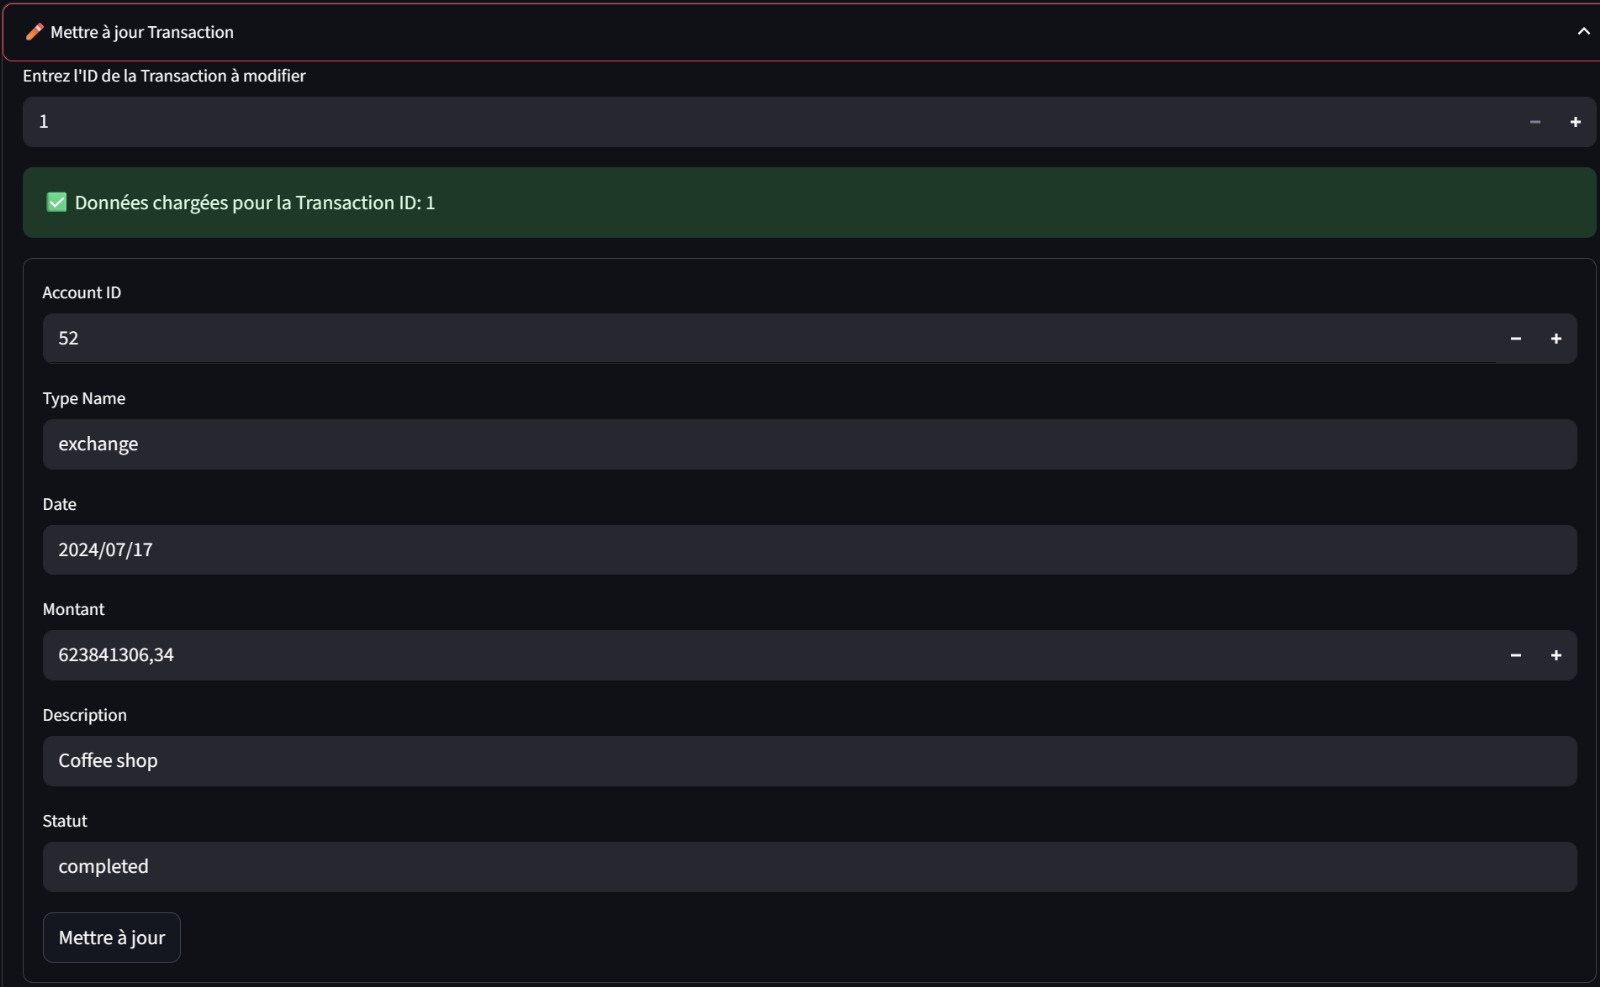 Mettre à jour Transaction
Entrez l'ID de la Transaction à modifier
1
Données chargées pour la Transaction ID: 1
Account ID
52
Type Name
exchange
Date
2024/07/17
Montant
623841306,34
Description
Coffee shop
Statut
completed
Mettre à jour